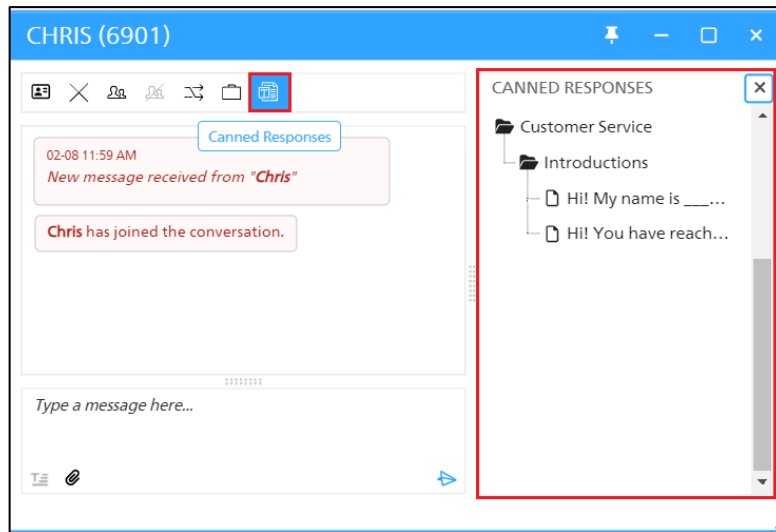 CHRIS (6901)
Canned Responses
02-08 11:59 AM
New message received from "Chris"
Chris has joined the conversation.
Type a message here...
CANNED RESPONSES
Customer Service
Introductions
Hi! My name is ___...
Hi! You have reach...